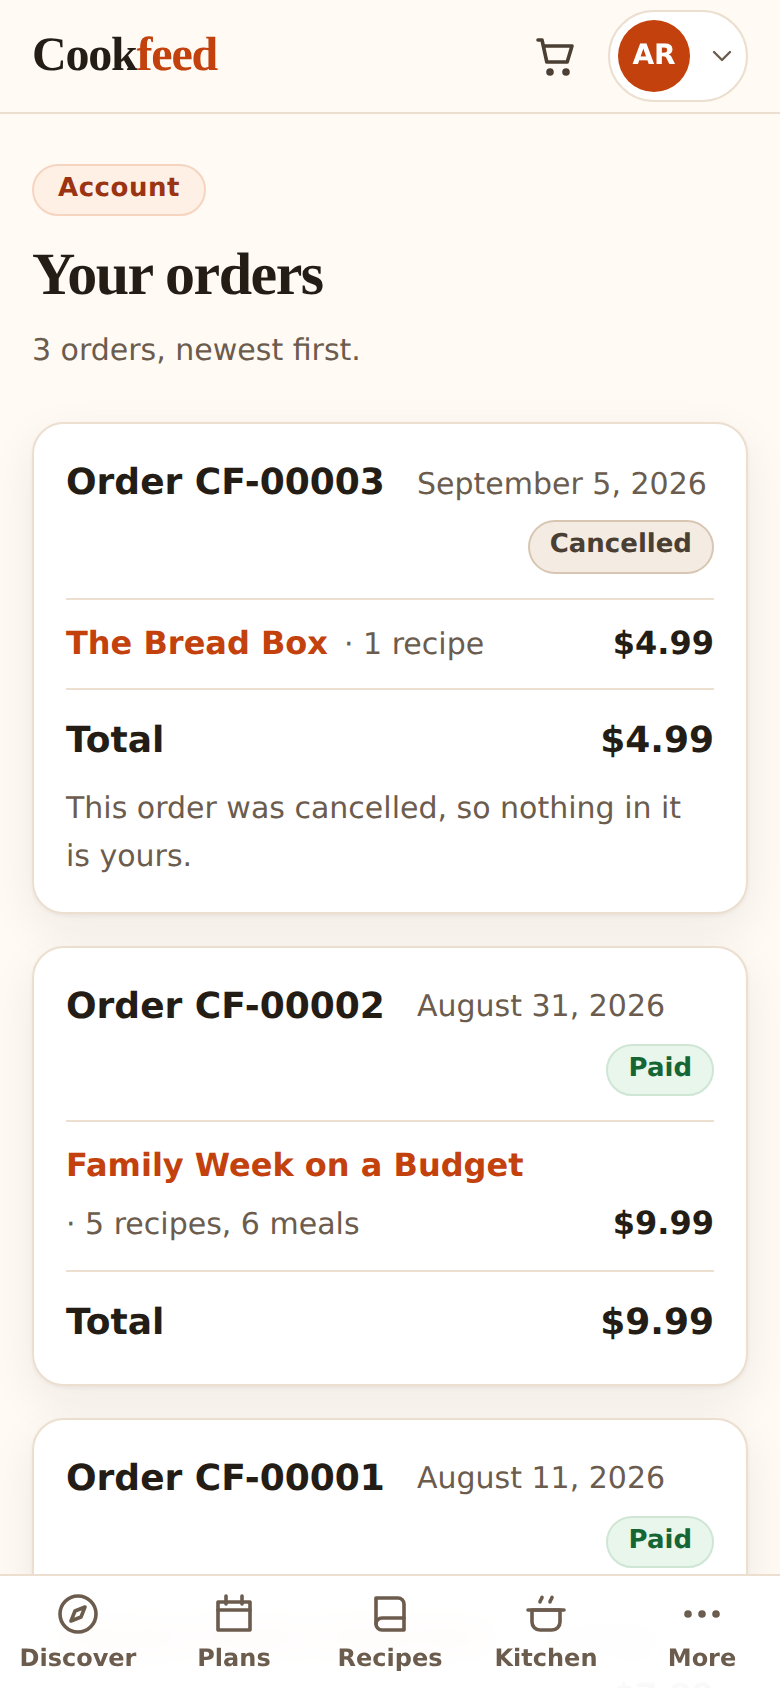 Cookfeed
AR
Account
Your orders
3 orders, newest first.
Order CF-00003 September 5, 2026
Cancelled
The Bread Box · 1 recipe $4.99
Total $4.99
This order was cancelled, so nothing in it
is yours.
Order CF-00002 August 31, 2026
Paid
Family Week on a Budget
· 5 recipes, 6 meals $9.99
Total $9.99
Order CF-00001 August 11, 2026
Paid
Discover Plans Recipes Kitchen More